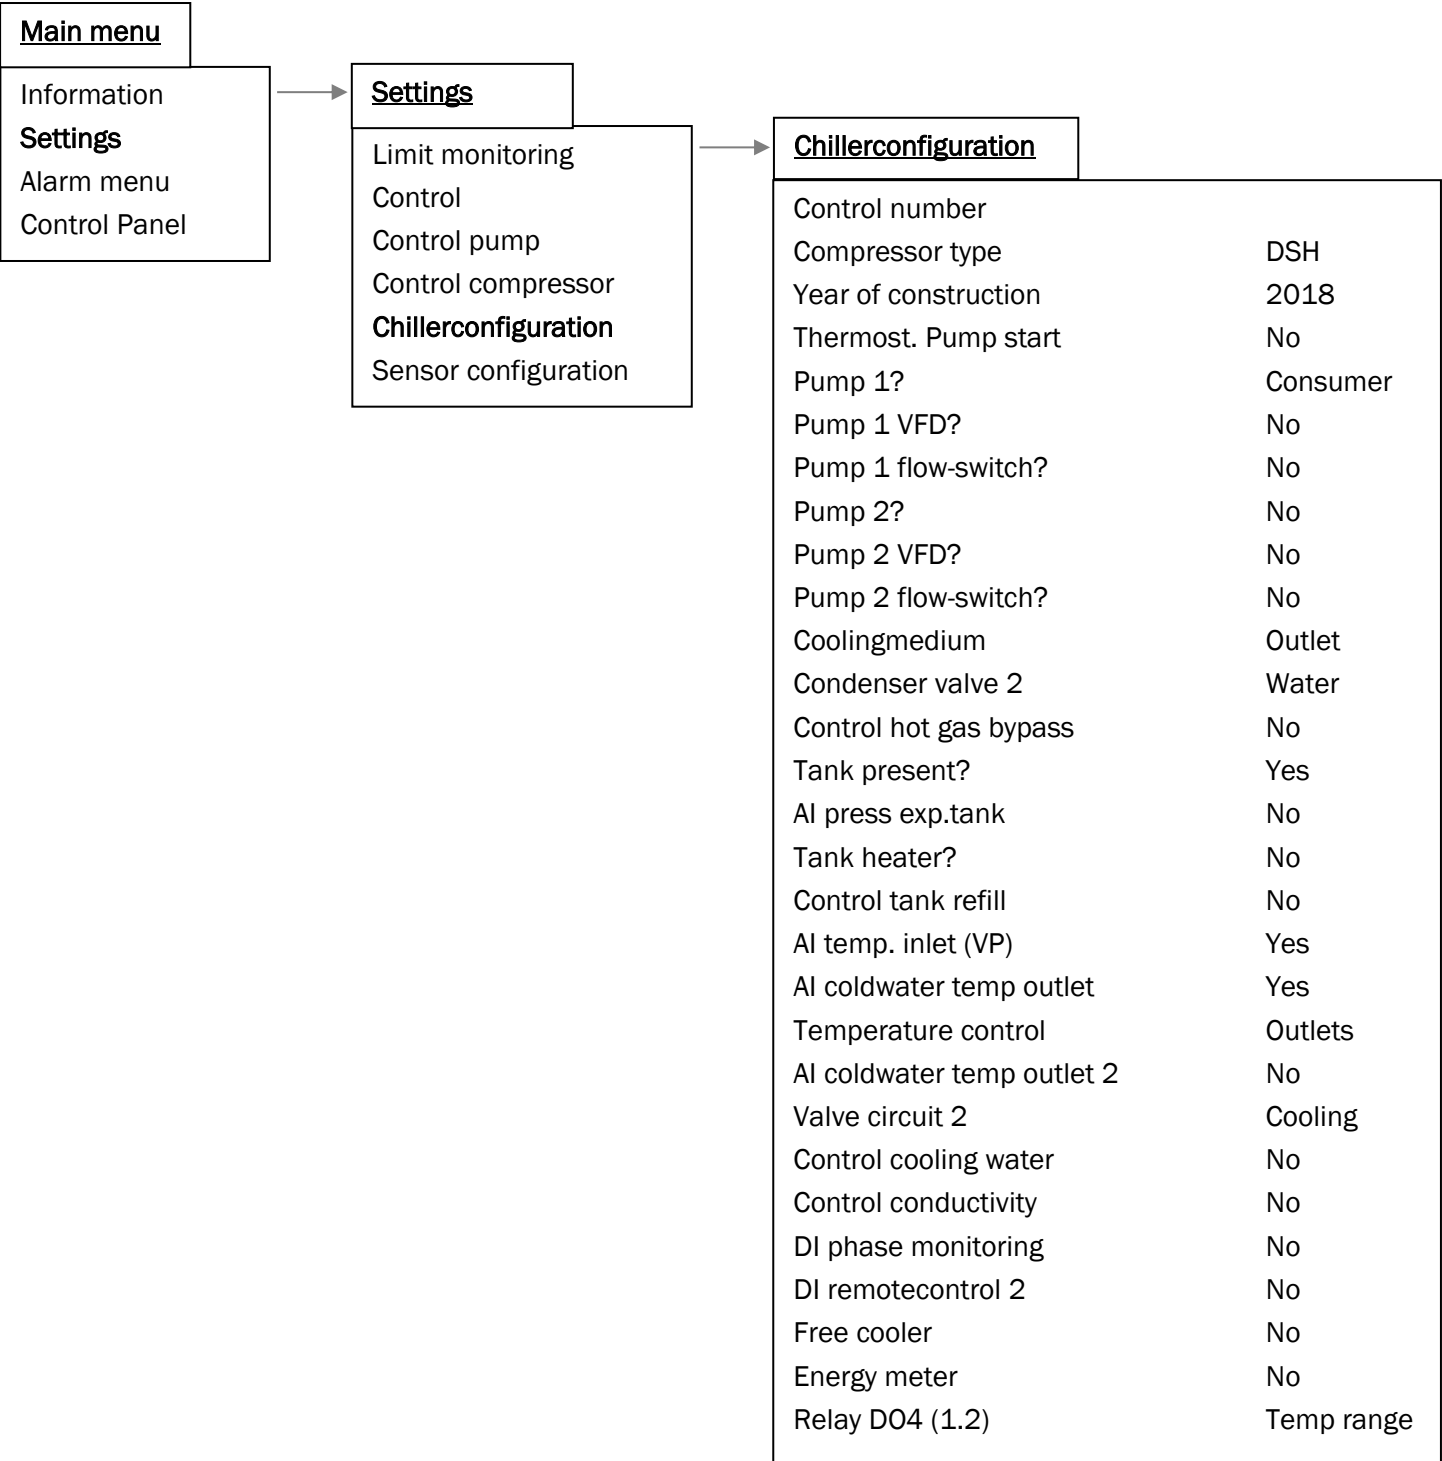 Main menu
Information
Settings
Alarm menu
Control Panel
Settings
Limit monitoring
Control
Control pump
Control compressor
Chillerconfiguration
Sensor configuration
Chillerconfiguration
Control number
Compressor type DSH
Year of construction 2018
Thermost. Pump start No
Pump 1? Consumer
Pump 1 VFD? No
Pump 1 flow-switch? No
Pump 2? No
Pump 2 VFD? No
Pump 2 flow-switch? No
Coolingmedium Outlet
Condenser valve 2 Water
Control hot gas bypass No
Tank present? Yes
AI press exp.tank No
Tank heater? No
Control tank refill No
AI temp. inlet (VP) Yes
AI coldwater temp outlet Yes
Temperature control Outlets
AI coldwater temp outlet 2 No
Valve circuit 2 Cooling
Control cooling water No
Control conductivity No
DI phase monitoring No
DI remotecontrol 2 No
Free cooler No
Energy meter No
Relay DO4 (1.2) Temp range